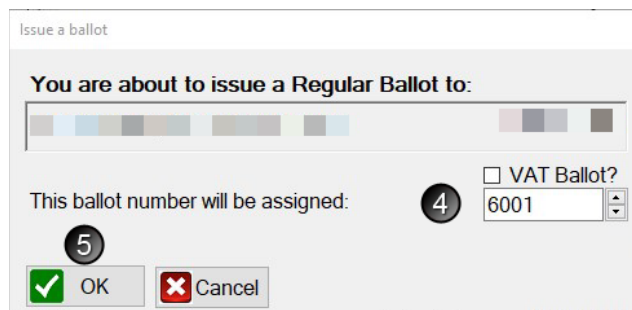 Issue a ballot
You are about to issue a Regular Ballot to:
VAT Ballot?
This ballot number will be assigned: 4 6001
5
OK Cancel